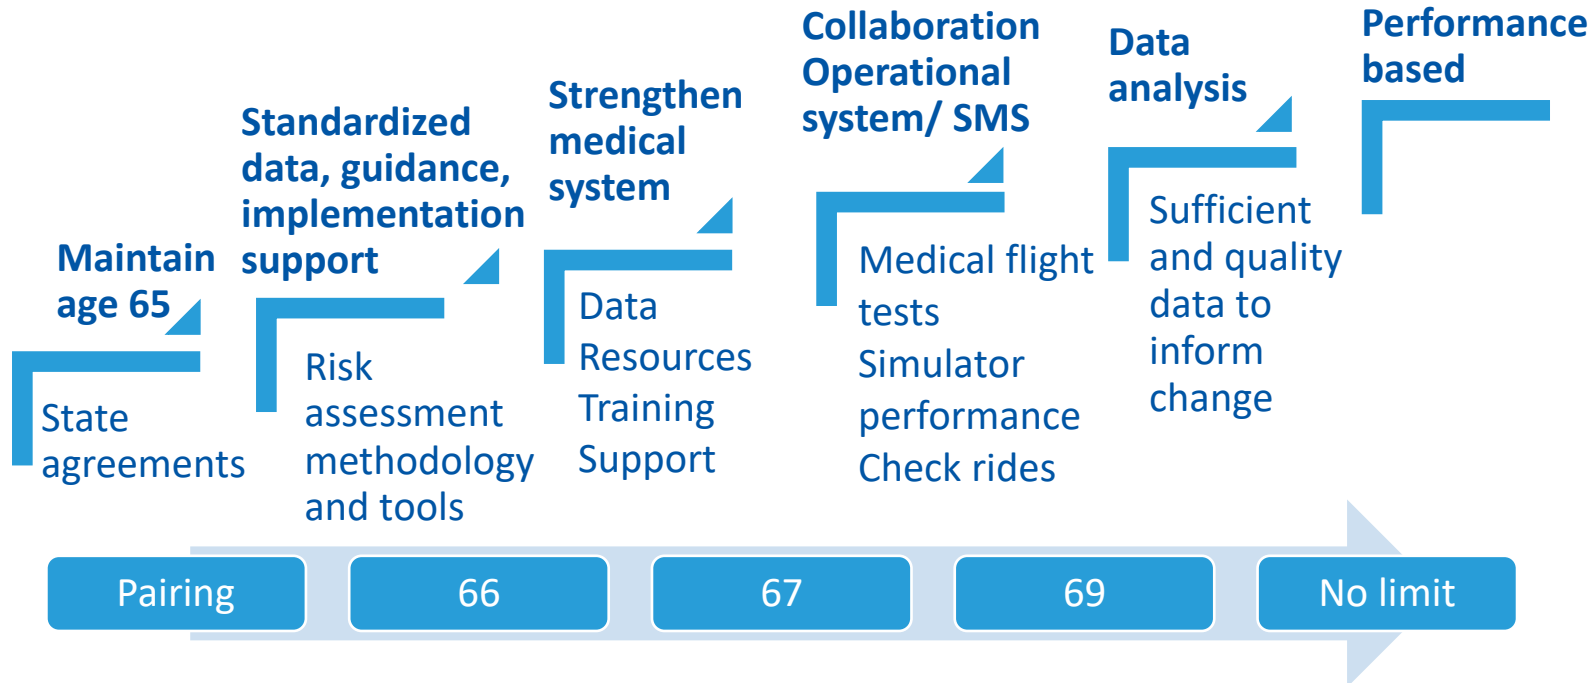 Maintain
age 65
State
agreements
Standardized
data, guidance,
implementation
support
Risk
assessment
methodology
and tools
Strengthen
medical
system
Data
Resources
Training
Support
Collaboration
Operational
system/ SMS
Medical flight
tests
Simulator
performance
Check rides
Data
analysis
Sufficient
and quality
data to
inform
change
Performance
based
Pairing
66
67
69
No limit